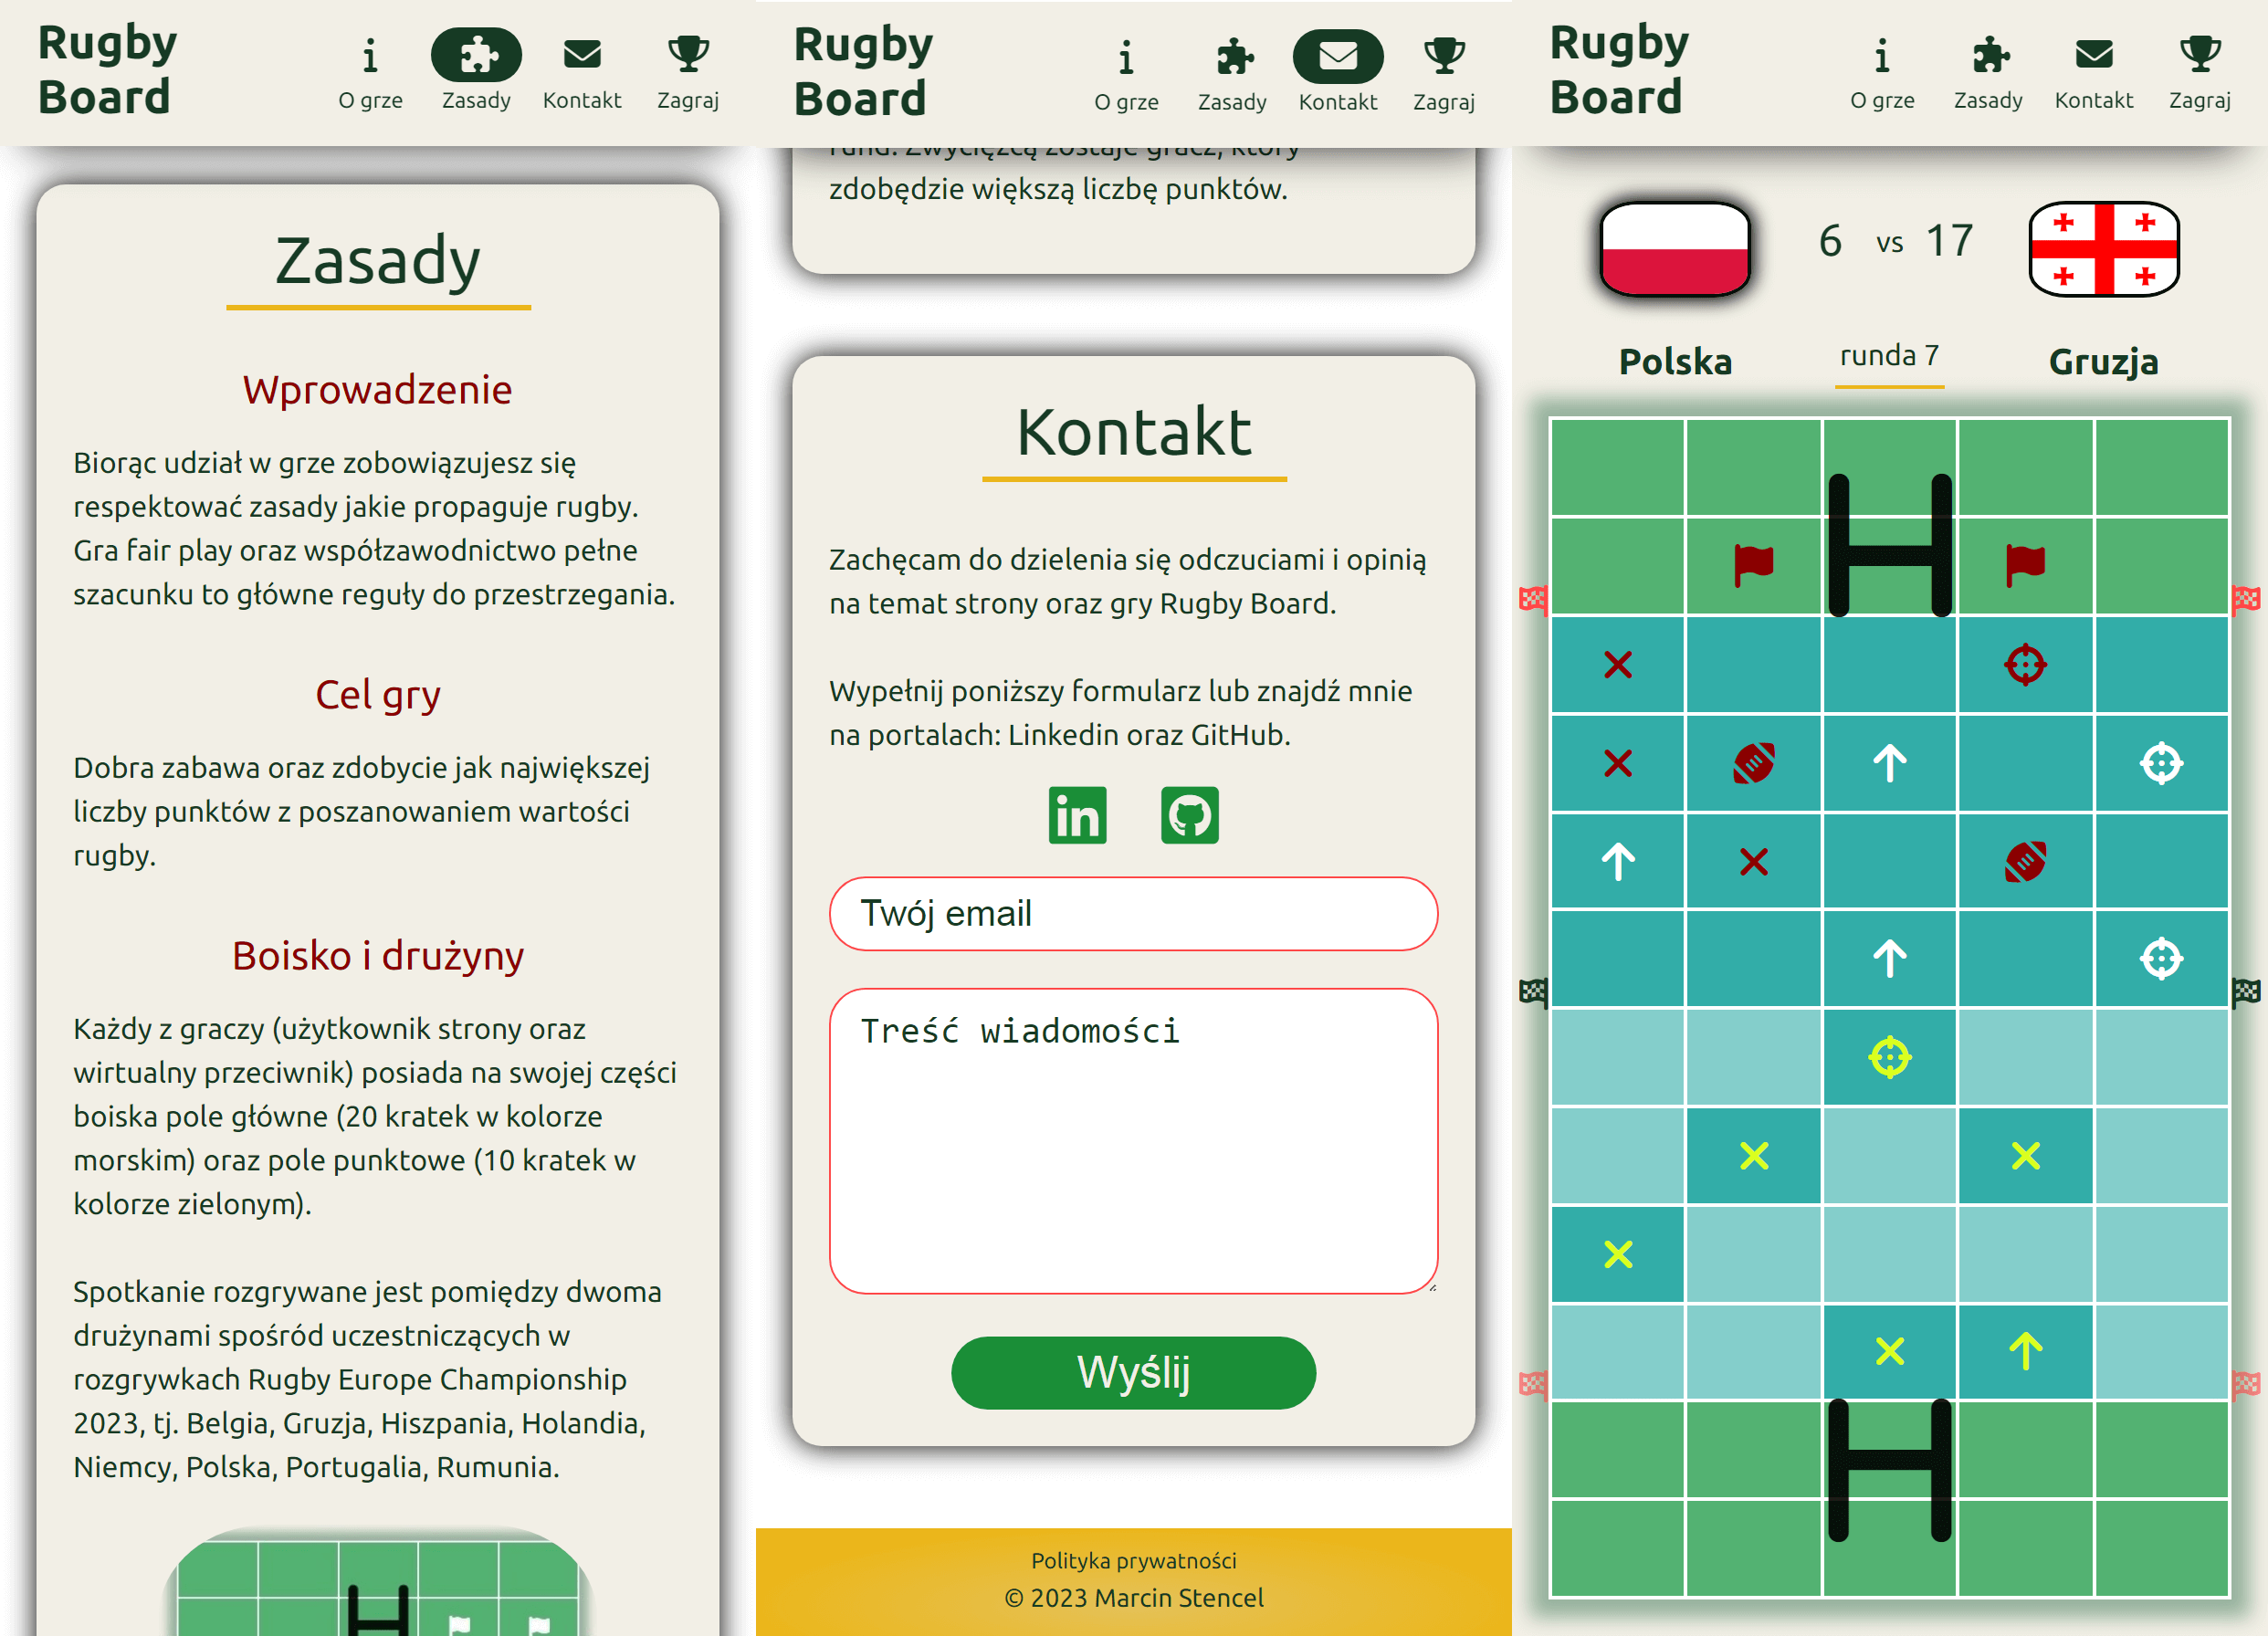 Rugby
Board
O grze
Zasady
Kontakt
Zagraj
Zasady
Wprowadzenie
Biorąc udział w grze zobowiązujesz się
respektować zasady jakie propaguje rugby.
Gra fair play oraz współzawodnictwo pełne
szacunku to główne reguły do przestrzegania.
Cel gry
Dobra zabawa oraz zdobycie jak największej
liczby punktów z poszanowaniem wartości
rugby.
Boisko i drużyny
Każdy z graczy (użytkownik strony oraz
wirtualny przeciwnik) posiada na swojej części
boiska pole główne (20 kratek w kolorze
morskim) oraz pole punktowe (10 kratek w
kolorze zielonym).
Spotkanie rozgrywane jest pomiędzy dwoma
drużynami spośród uczestniczących w
rozgrywkach Rugby Europe Championship
2023, tj. Belgia, Gruzja, Hiszpania, Holandia,
Niemcy, Polska, Portugalia, Rumunia.
Rugby
Board
O grze
Zasady
Kontakt
Zagraj
rund. Zwycięzcą zostaje gracz, który
zdobędzie większą liczbę punktów.
Kontakt
Zachęcam do dzielenia się odczuciami i opinią
na temat strony oraz gry Rugby Board.
Wypełnij poniższy formularz lub znajdź mnie
na portalach: Linkedin oraz GitHub.
in
Twój email
Treść wiadomości
Wyślij
Polityka prywatności
© 2023 Marcin Stencel
Rugby
Board
O grze
Zasady
Kontakt
Zagraj
6 vs 17
Polska
runda 7
Gruzja